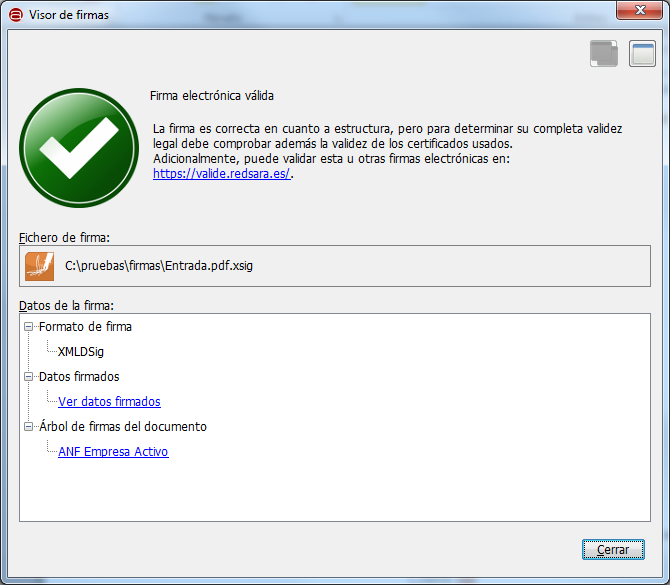 Visor de firmas
Firma electrónica válida
La firma es correcta en cuanto a estructura, pero para determinar su completa validez
legal debe comprobar además la validez de los certificados usados.
Adicionalmente, puede validar esta u otras firmas electrónicas en:
https://valide.redsara.es/.
Fichero de firma:
C:\pruebas\firmas\Entrada.pdf.xsig
Datos de la firma:
Formato de firma
XMLDSig
Datos firmados
Ver datos firmados
Árbol de firmas del documento
ANF Empresa Activo
Cerrar